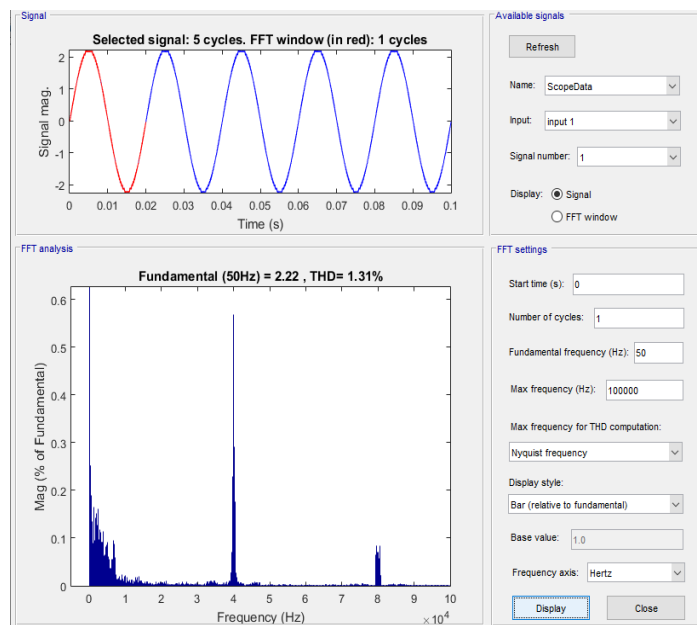 Signal
Selected signal: 5 cycles. FFT window (in red): 1 cycles
Signal mag.
2
1
0
-1
-2
0
0.01
0.02
0.03
0.04
0.05
0.06
0.07
0.08
0.09
0.1
Time (s)
Available signals
Refresh
Name:
ScopeData
Input:
input 1
Signal number:
1
Display:
Signal
FFT window
FFT analysis
Fundamental (50Hz) = 2.22 , THD= 1.31%
Mag (% of Fundamental)
0.6
0.5
0.4
0.3
0.2
0.1
0
0
1
2
3
4
5
6
7
8
9
10
Frequency (Hz)
×10⁴
FFT settings
Start time (s):
0
Number of cycles:
1
Fundamental frequency (Hz):
50
Max frequency (Hz):
100000
Max frequency for THD computation:
Nyquist frequency
Display style:
Bar (relative to fundamental)
Base value:
1.0
Frequency axis:
Hertz
Display
Close